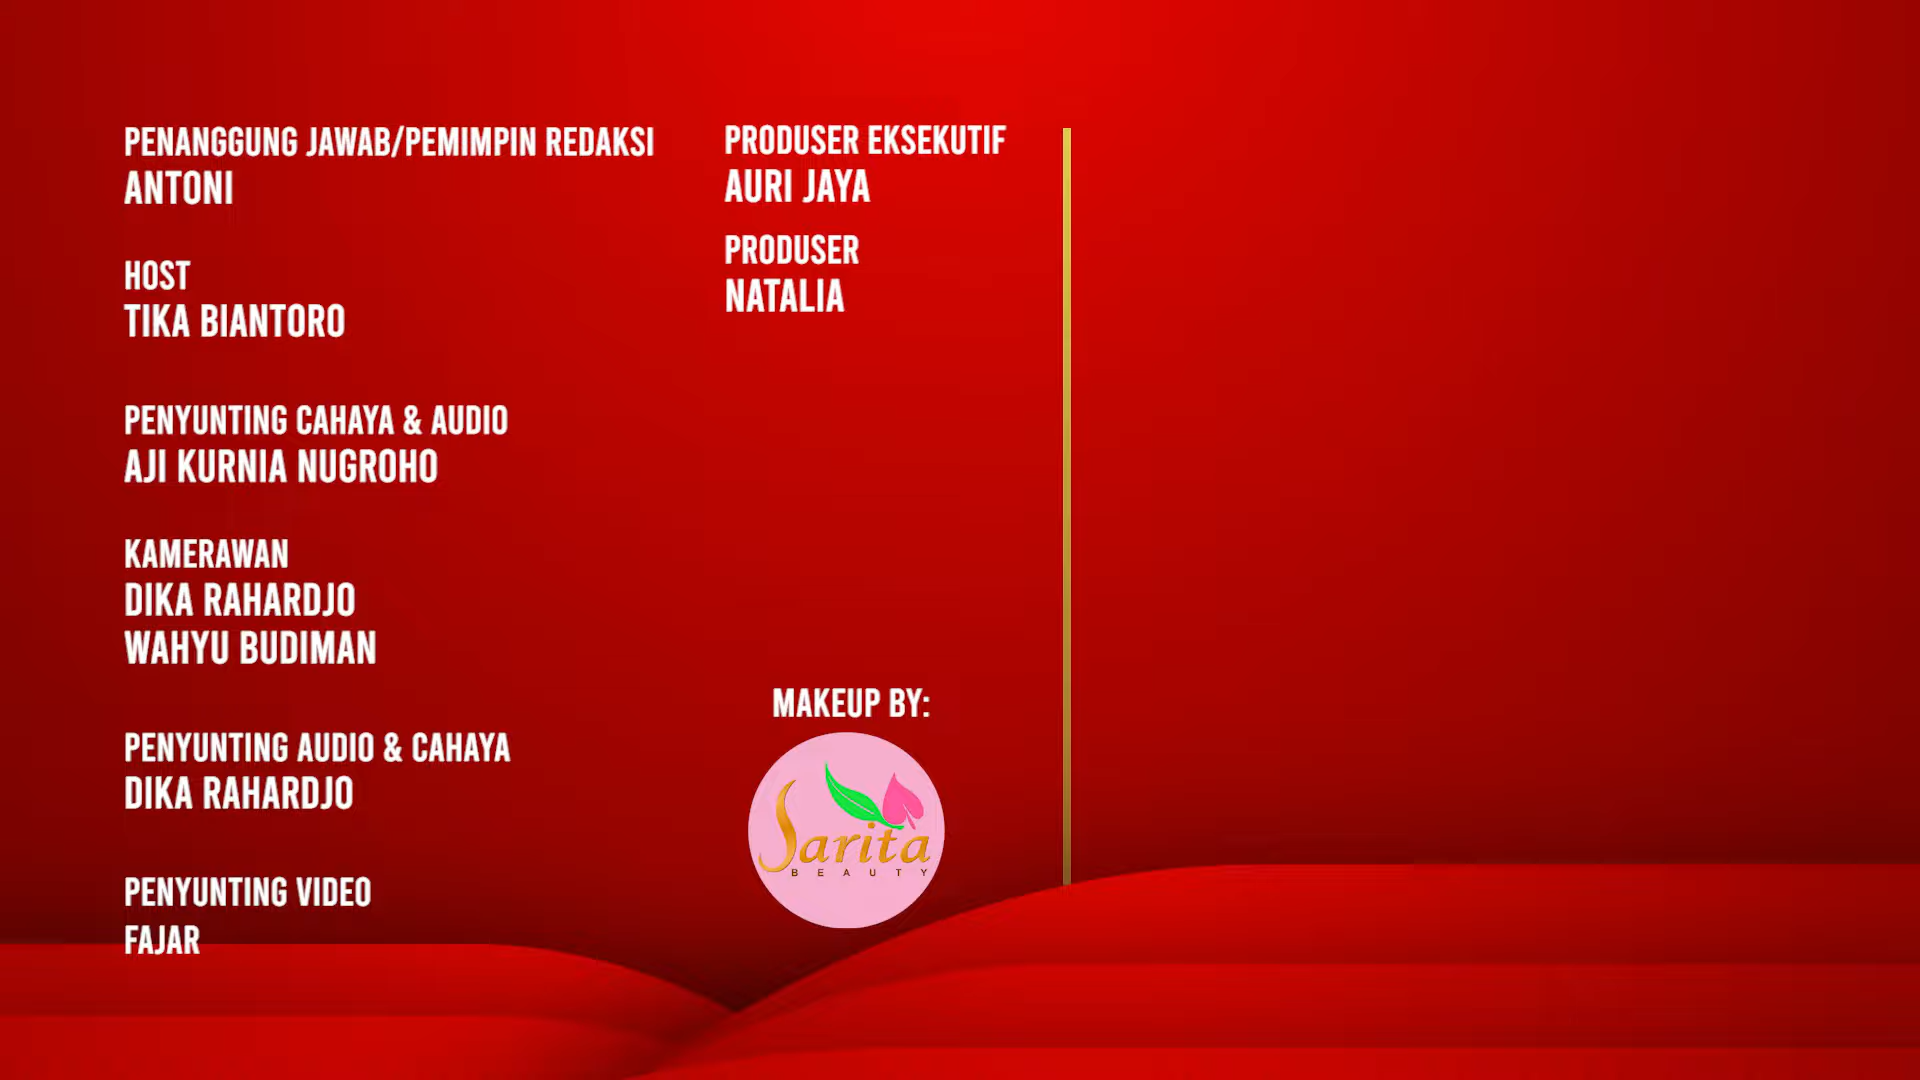 PENANGGUNG JAWAB/PEMIMPIN REDAKSI
ANTONI
HOST
TIKA BIANTORO
PENYUNTING CAHAYA & AUDIO
AJI KURNIA NUGROHO
KAMERAWAN
DIKA RAHARDJO
WAHYU BUDIMAN
PENYUNTING AUDIO & CAHAYA
DIKA RAHARDJO
PENYUNTING VIDEO
FAJAR
PRODUSER EKSEKUTIF
AURI JAYA
PRODUSER
NATALIA
MAKEUP BY:
Sarita
BEAUTY